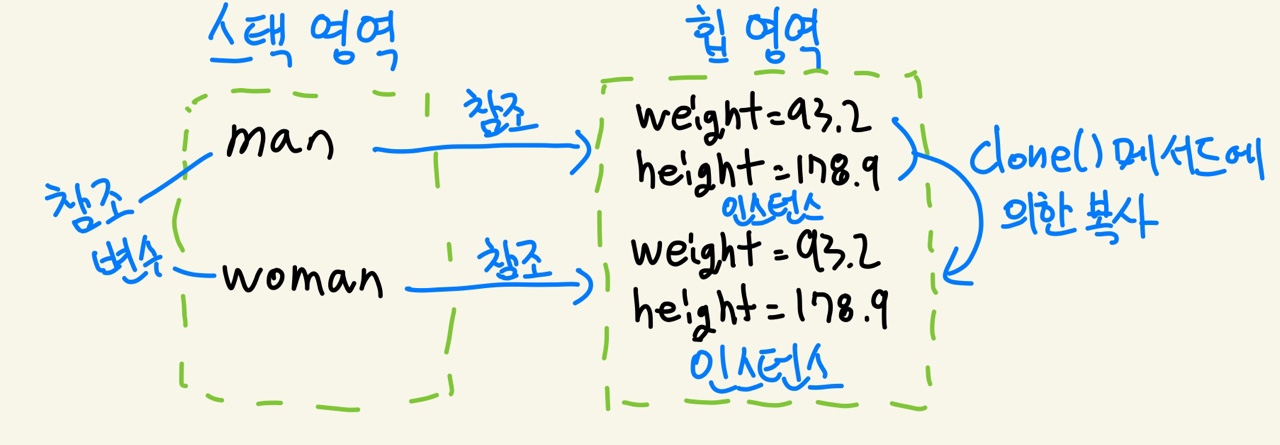 스택 영역
힙 영역
man
참조
weight=93.2
height=178.9
인스턴스
clone() 메서드에
의한 복사
참조
변수
woman
참조
weight=93.2
height=178.9
인스턴스